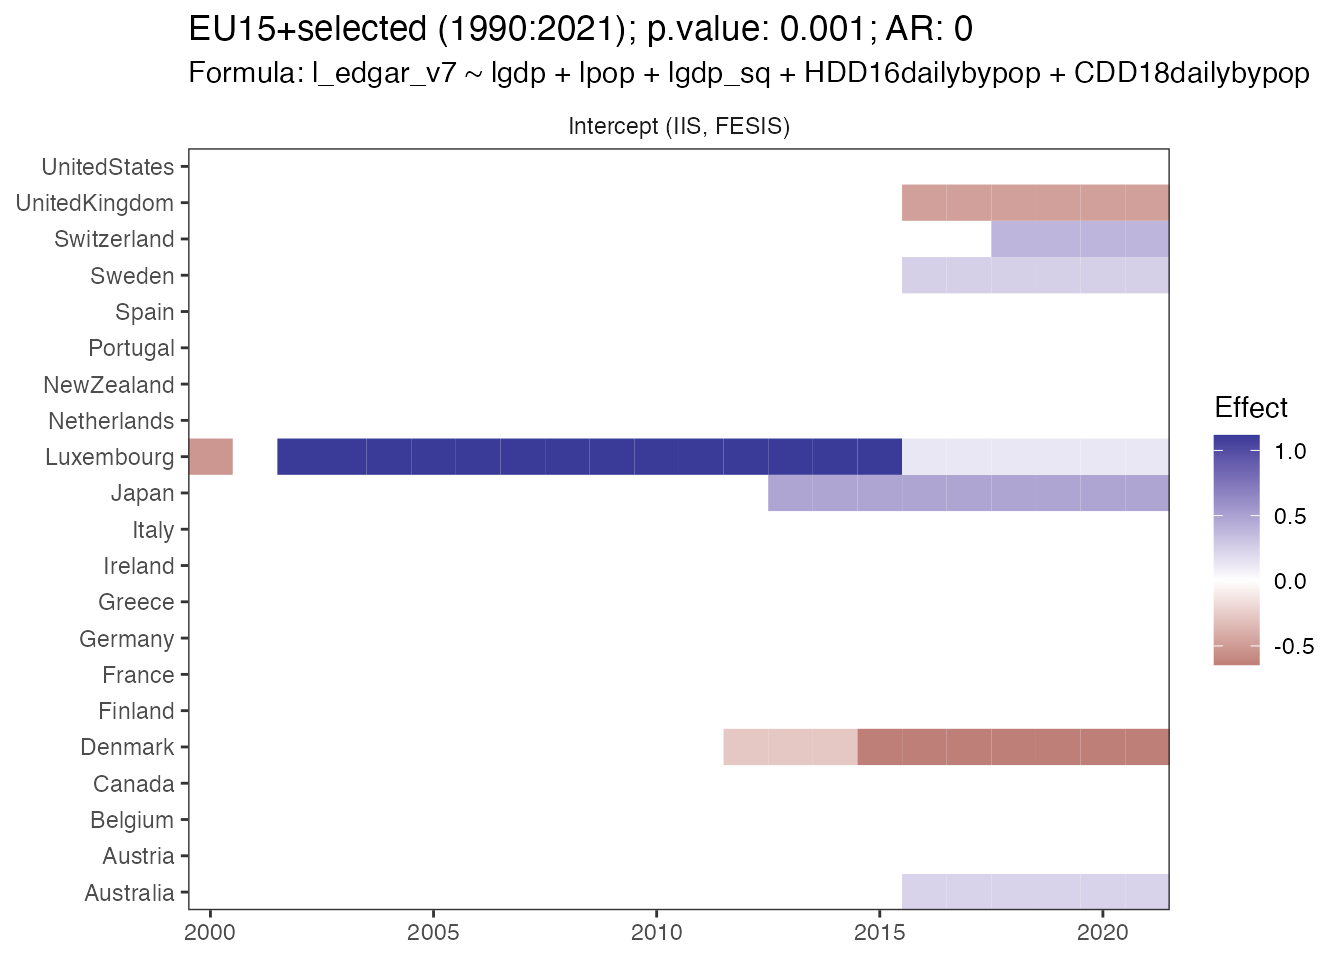 EU15+selected (1990:2021); p.value: 0.001; AR: 0
Formula: l_edgar_v7 ~ lgdp + lpop + lgdp_sq + HDD16dailybypop + CDD18dailybypop
Intercept (IIS, FESIS)
UnitedStates
UnitedKingdom
Switzerland
Sweden
Spain
Portugal
NewZealand
Netherlands
Luxembourg
Japan
Italy
Ireland
Greece
Germany
France
Finland
Denmark
Canada
Belgium
Austria
Australia
2000 2005 2010 2015 2020
Effect
1.0
0.5
0.0
-0.5